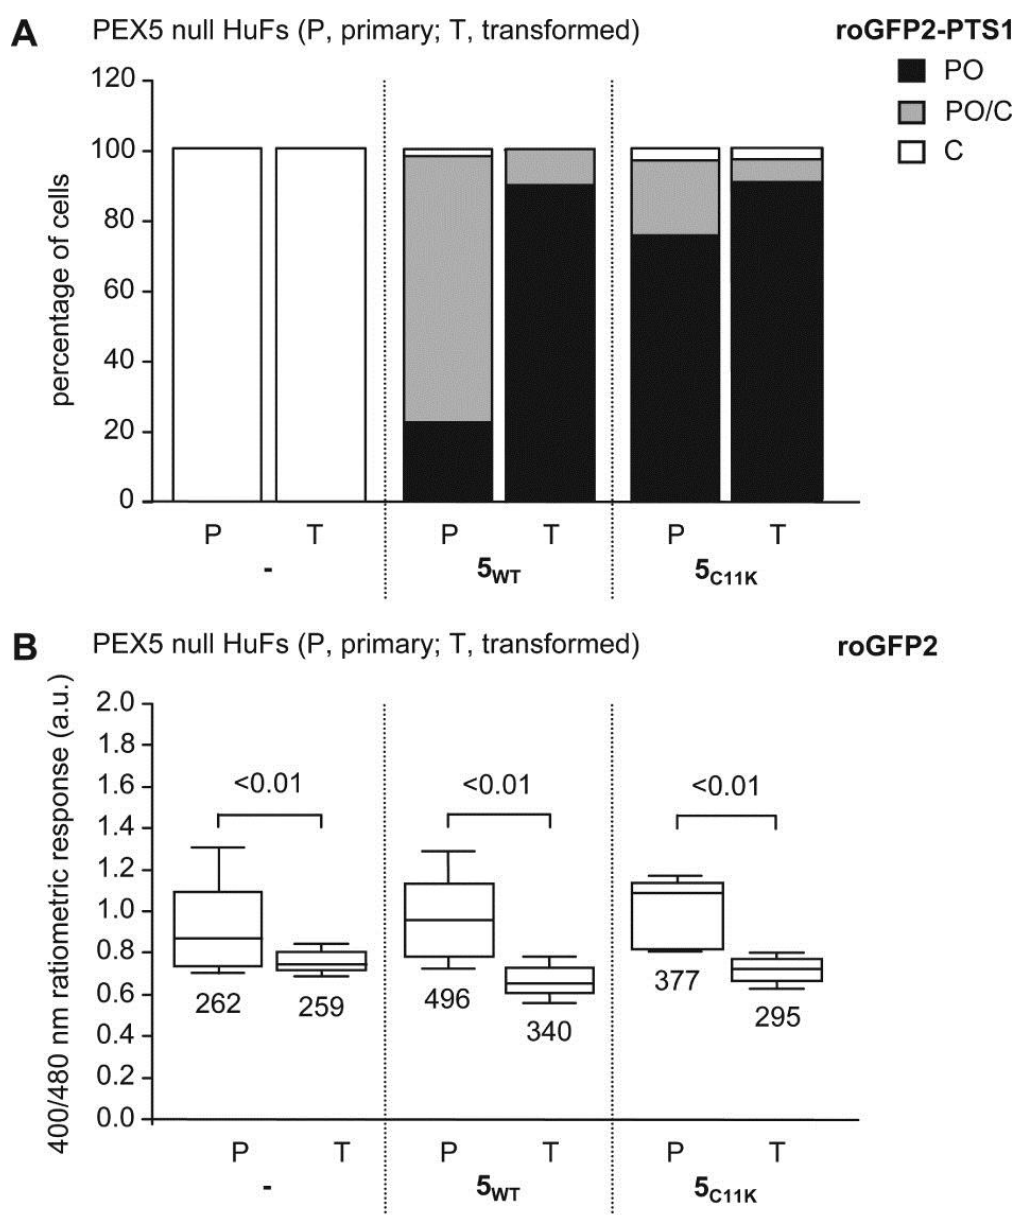 A PEX5 null HuFs (P, primary; T, transformed) roGFP2-PTS1
PO
PO/C
C
percentage of cells
120
100
80
60
40
20
0
P T P T P T
- 5WT 5C11K
B PEX5 null HuFs (P, primary; T, transformed) roGFP2
400/480 nm ratiometric response (a.u.)
2.0
1.8
1.6
1.4
1.2
1.0
0.8
0.6
0.4
0.2
0.0
<0.01 <0.01 <0.01
262 259 496 340 377 295
P T P T P T
- 5WT 5C11K